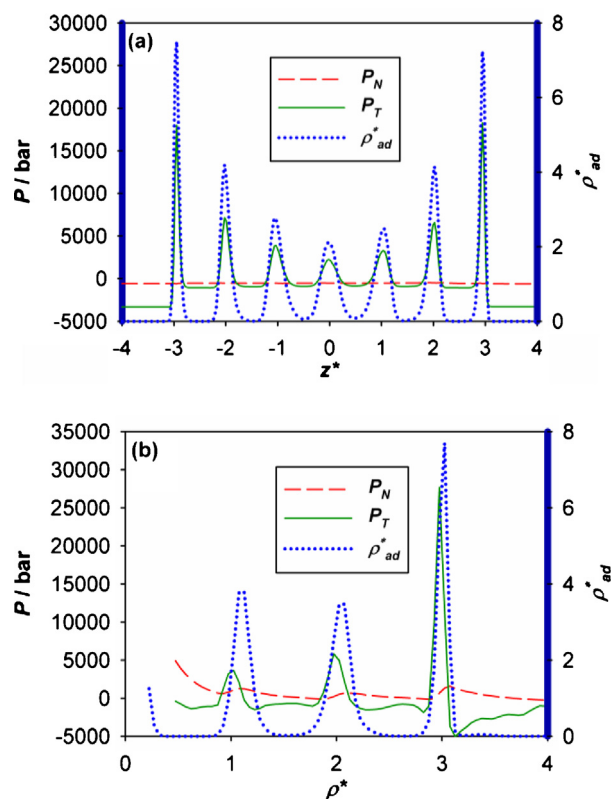 (a)
P_N
P_T
ρ*_ad
30000
25000
20000
15000
10000
5000
0
-5000
P / bar
8
6
4
2
0
ρ*_ad
-4 -3 -2 -1 0 1 2 3 4
z*
(b)
P_N
P_T
ρ*_ad
35000
30000
25000
20000
15000
10000
5000
0
-5000
P / bar
8
6
4
2
0
ρ*_ad
0 1 2 3 4
ρ*